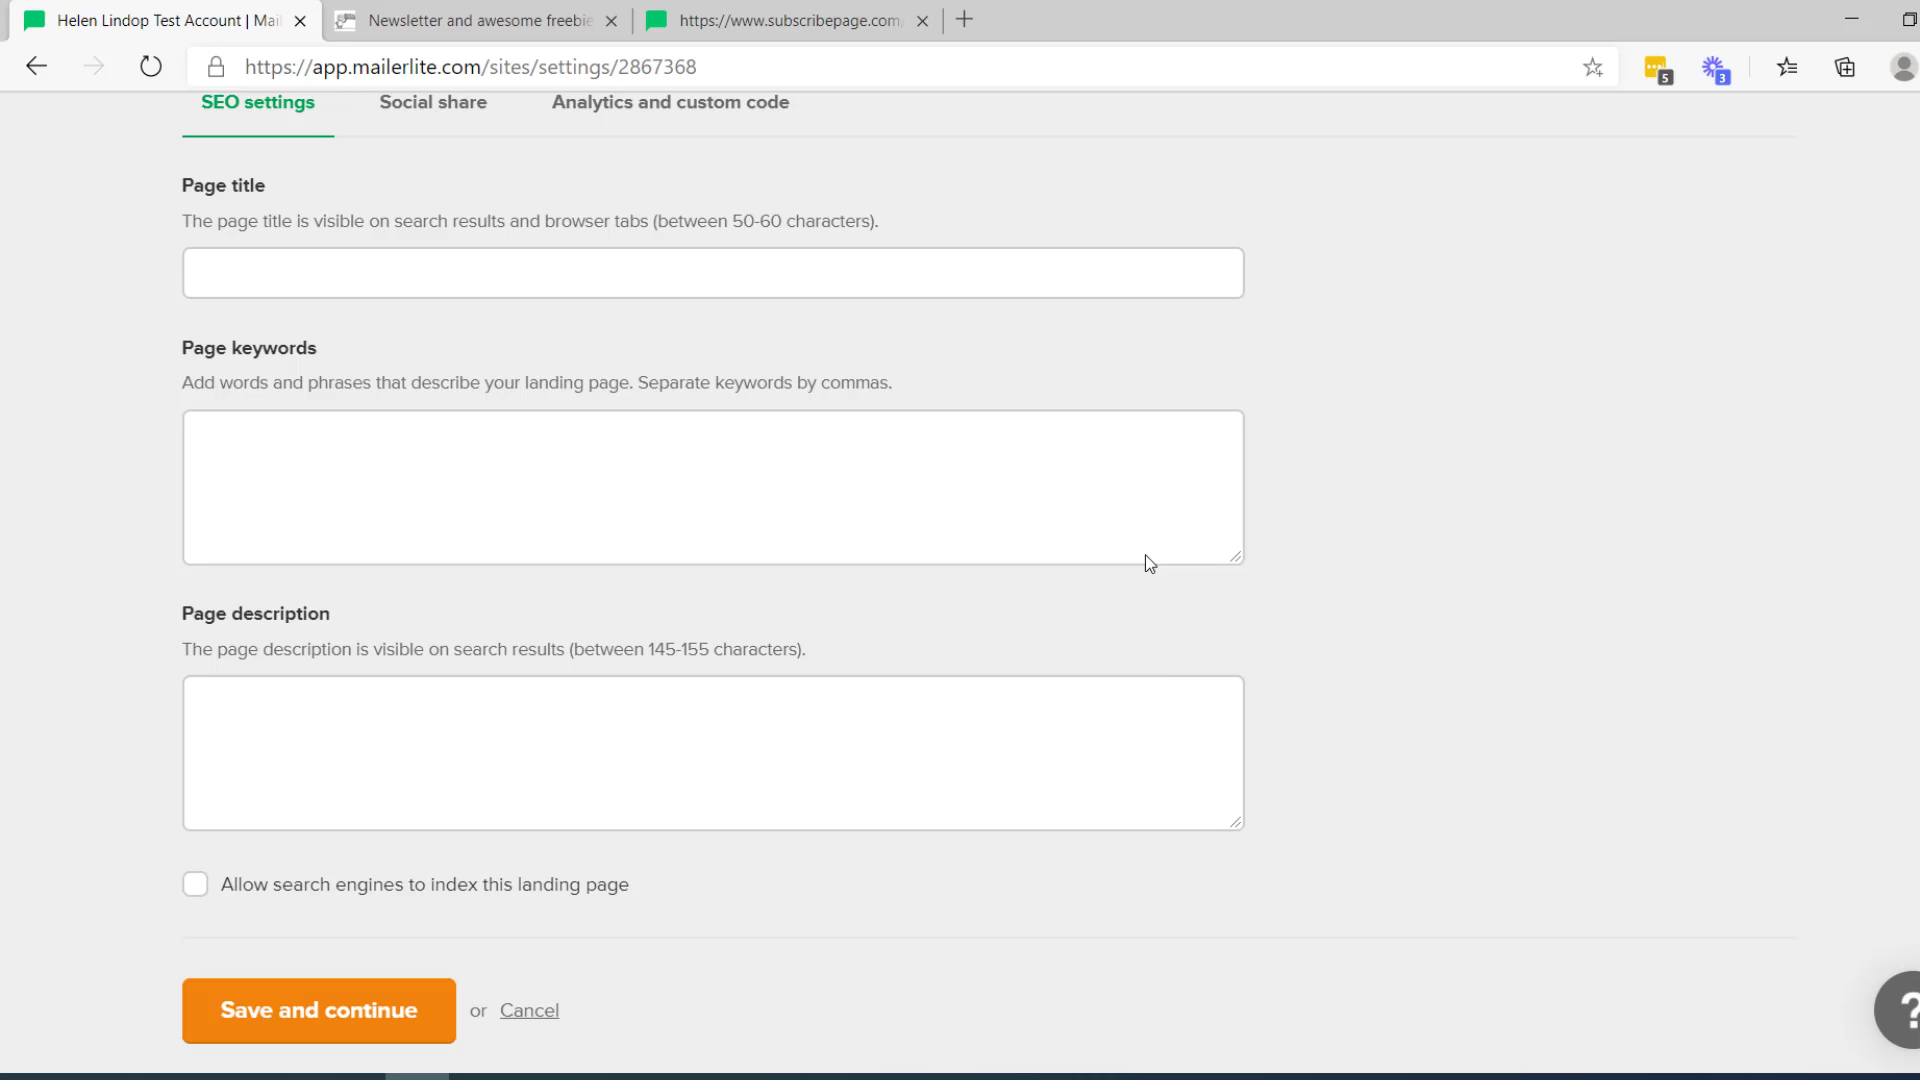 Helen Lindop Test Account | Mai
Newsletter and awesome freebie
https://www.subscribepage.com/
https://app.mailerlite.com/sites/settings/2867368
5
3
SEO settings
Social share
Analytics and custom code
Page title
The page title is visible on search results and browser tabs (between 50-60 characters).
Page keywords
Add words and phrases that describe your landing page. Separate keywords by commas.
Page description
The page description is visible on search results (between 145-155 characters).
Allow search engines to index this landing page
Save and continue or Cancel
?